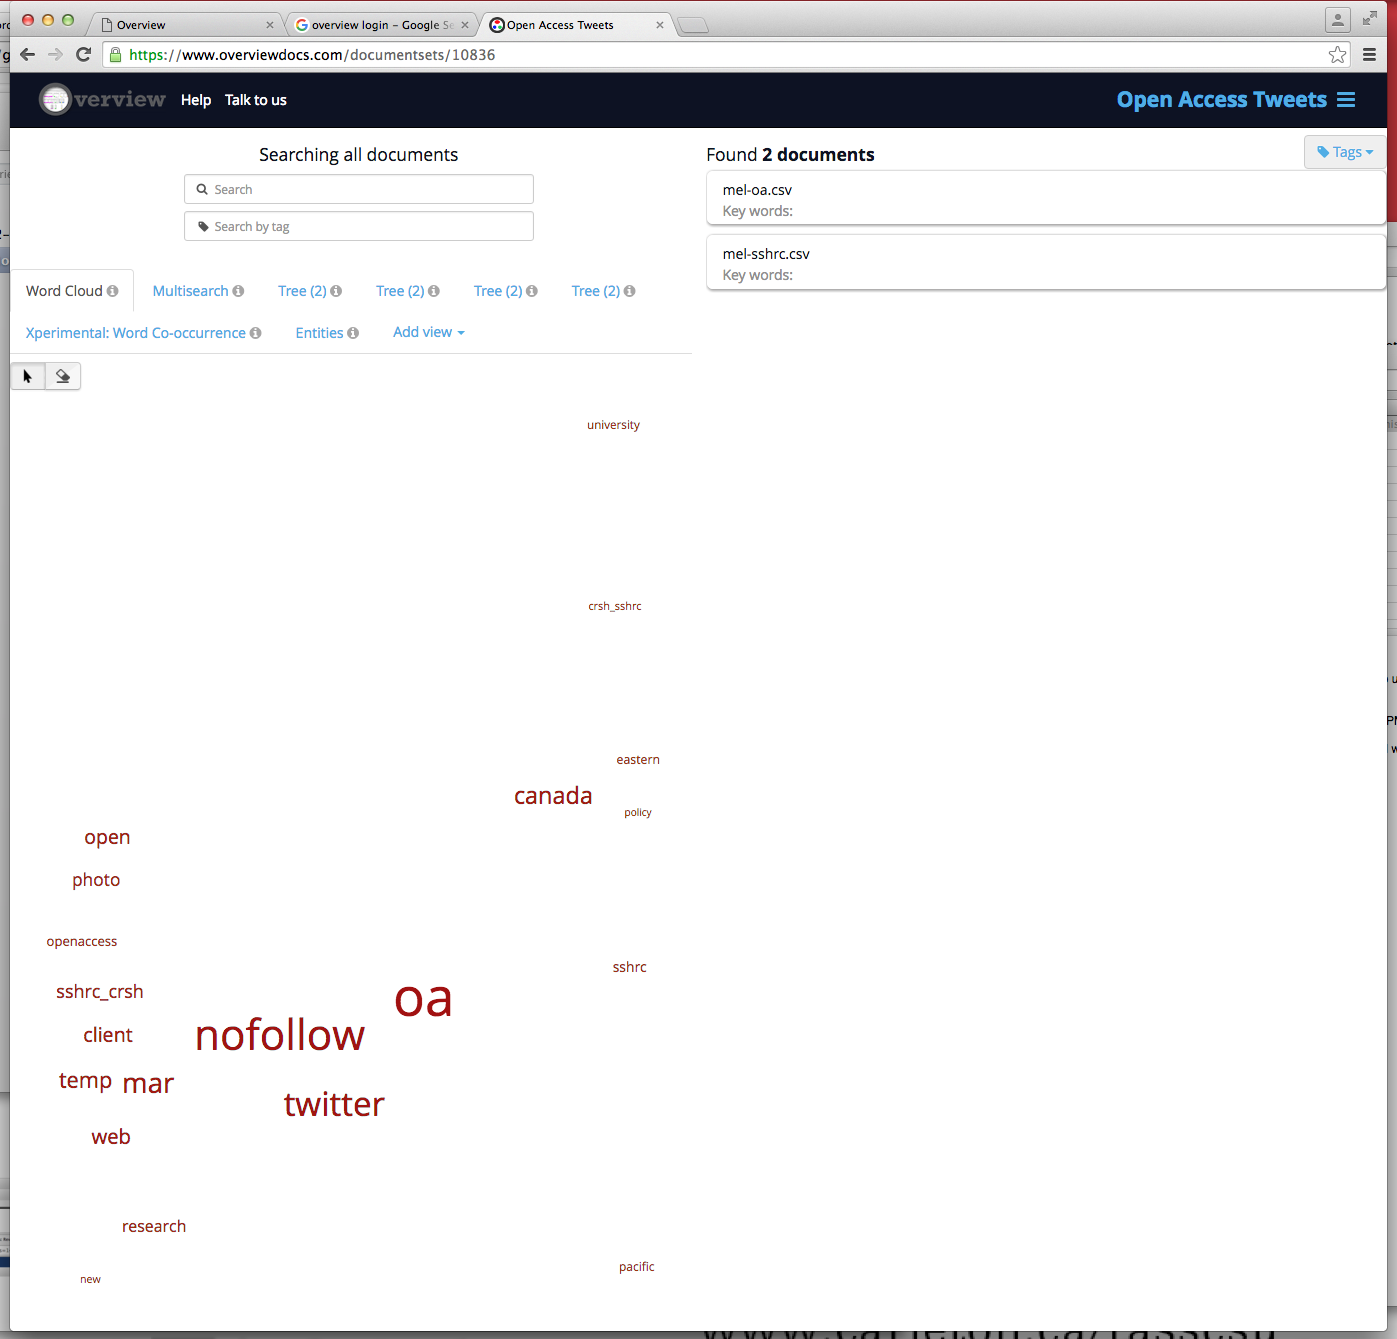 Overview
overview login – Google Se
Open Access Tweets
https://www.overviewdocs.com/documentsets/10836
verview
Help
Talk to us
Open Access Tweets
Searching all documents
Search
Search by tag
Found 2 documents
Tags
mel-oa.csv
Key words:
mel-sshrc.csv
Key words:
Word Cloud
Multisearch
Tree (2)
Tree (2)
Tree (2)
Tree (2)
Xperimental: Word Co-occurrence
Entities
Add view
university
crsh_sshrc
eastern
canada
policy
open
photo
openaccess
sshrc
sshrc_crsh
oa
client
nofollow
temp
mar
twitter
web
research
pacific
new